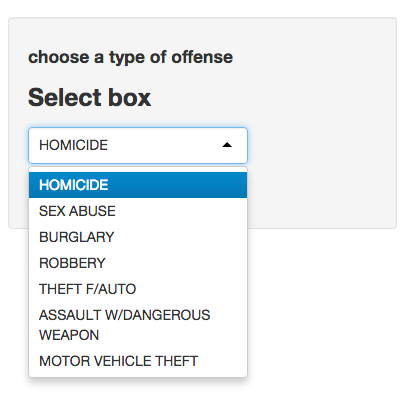 choose a type of offense
Select box
HOMICIDE
HOMICIDE
SEX ABUSE
BURGLARY
ROBBERY
THEFT F/AUTO
ASSAULT W/DANGEROUS
WEAPON
MOTOR VEHICLE THEFT